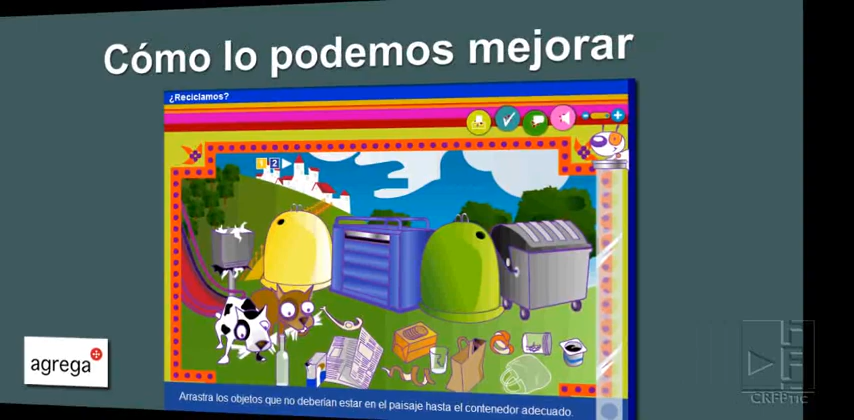 Cómo lo podemos mejorar
¿Reciclamos?
1 2
agrega
Arrastra los objetos que no deberían estar en el paisaje hasta el contenedor adecuado.
CRFPTIC